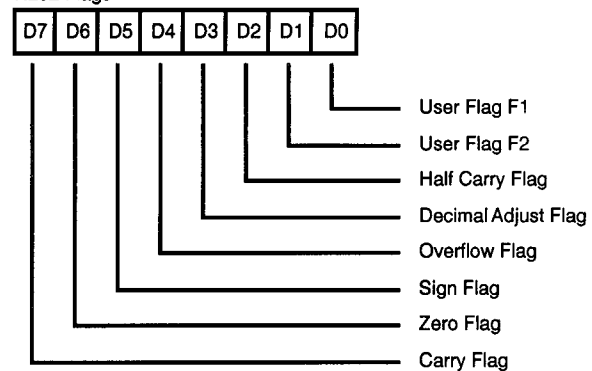 D7 D6 D5 D4 D3 D2 D1 D0
User Flag F1
User Flag F2
Half Carry Flag
Decimal Adjust Flag
Overflow Flag
Sign Flag
Zero Flag
Carry Flag